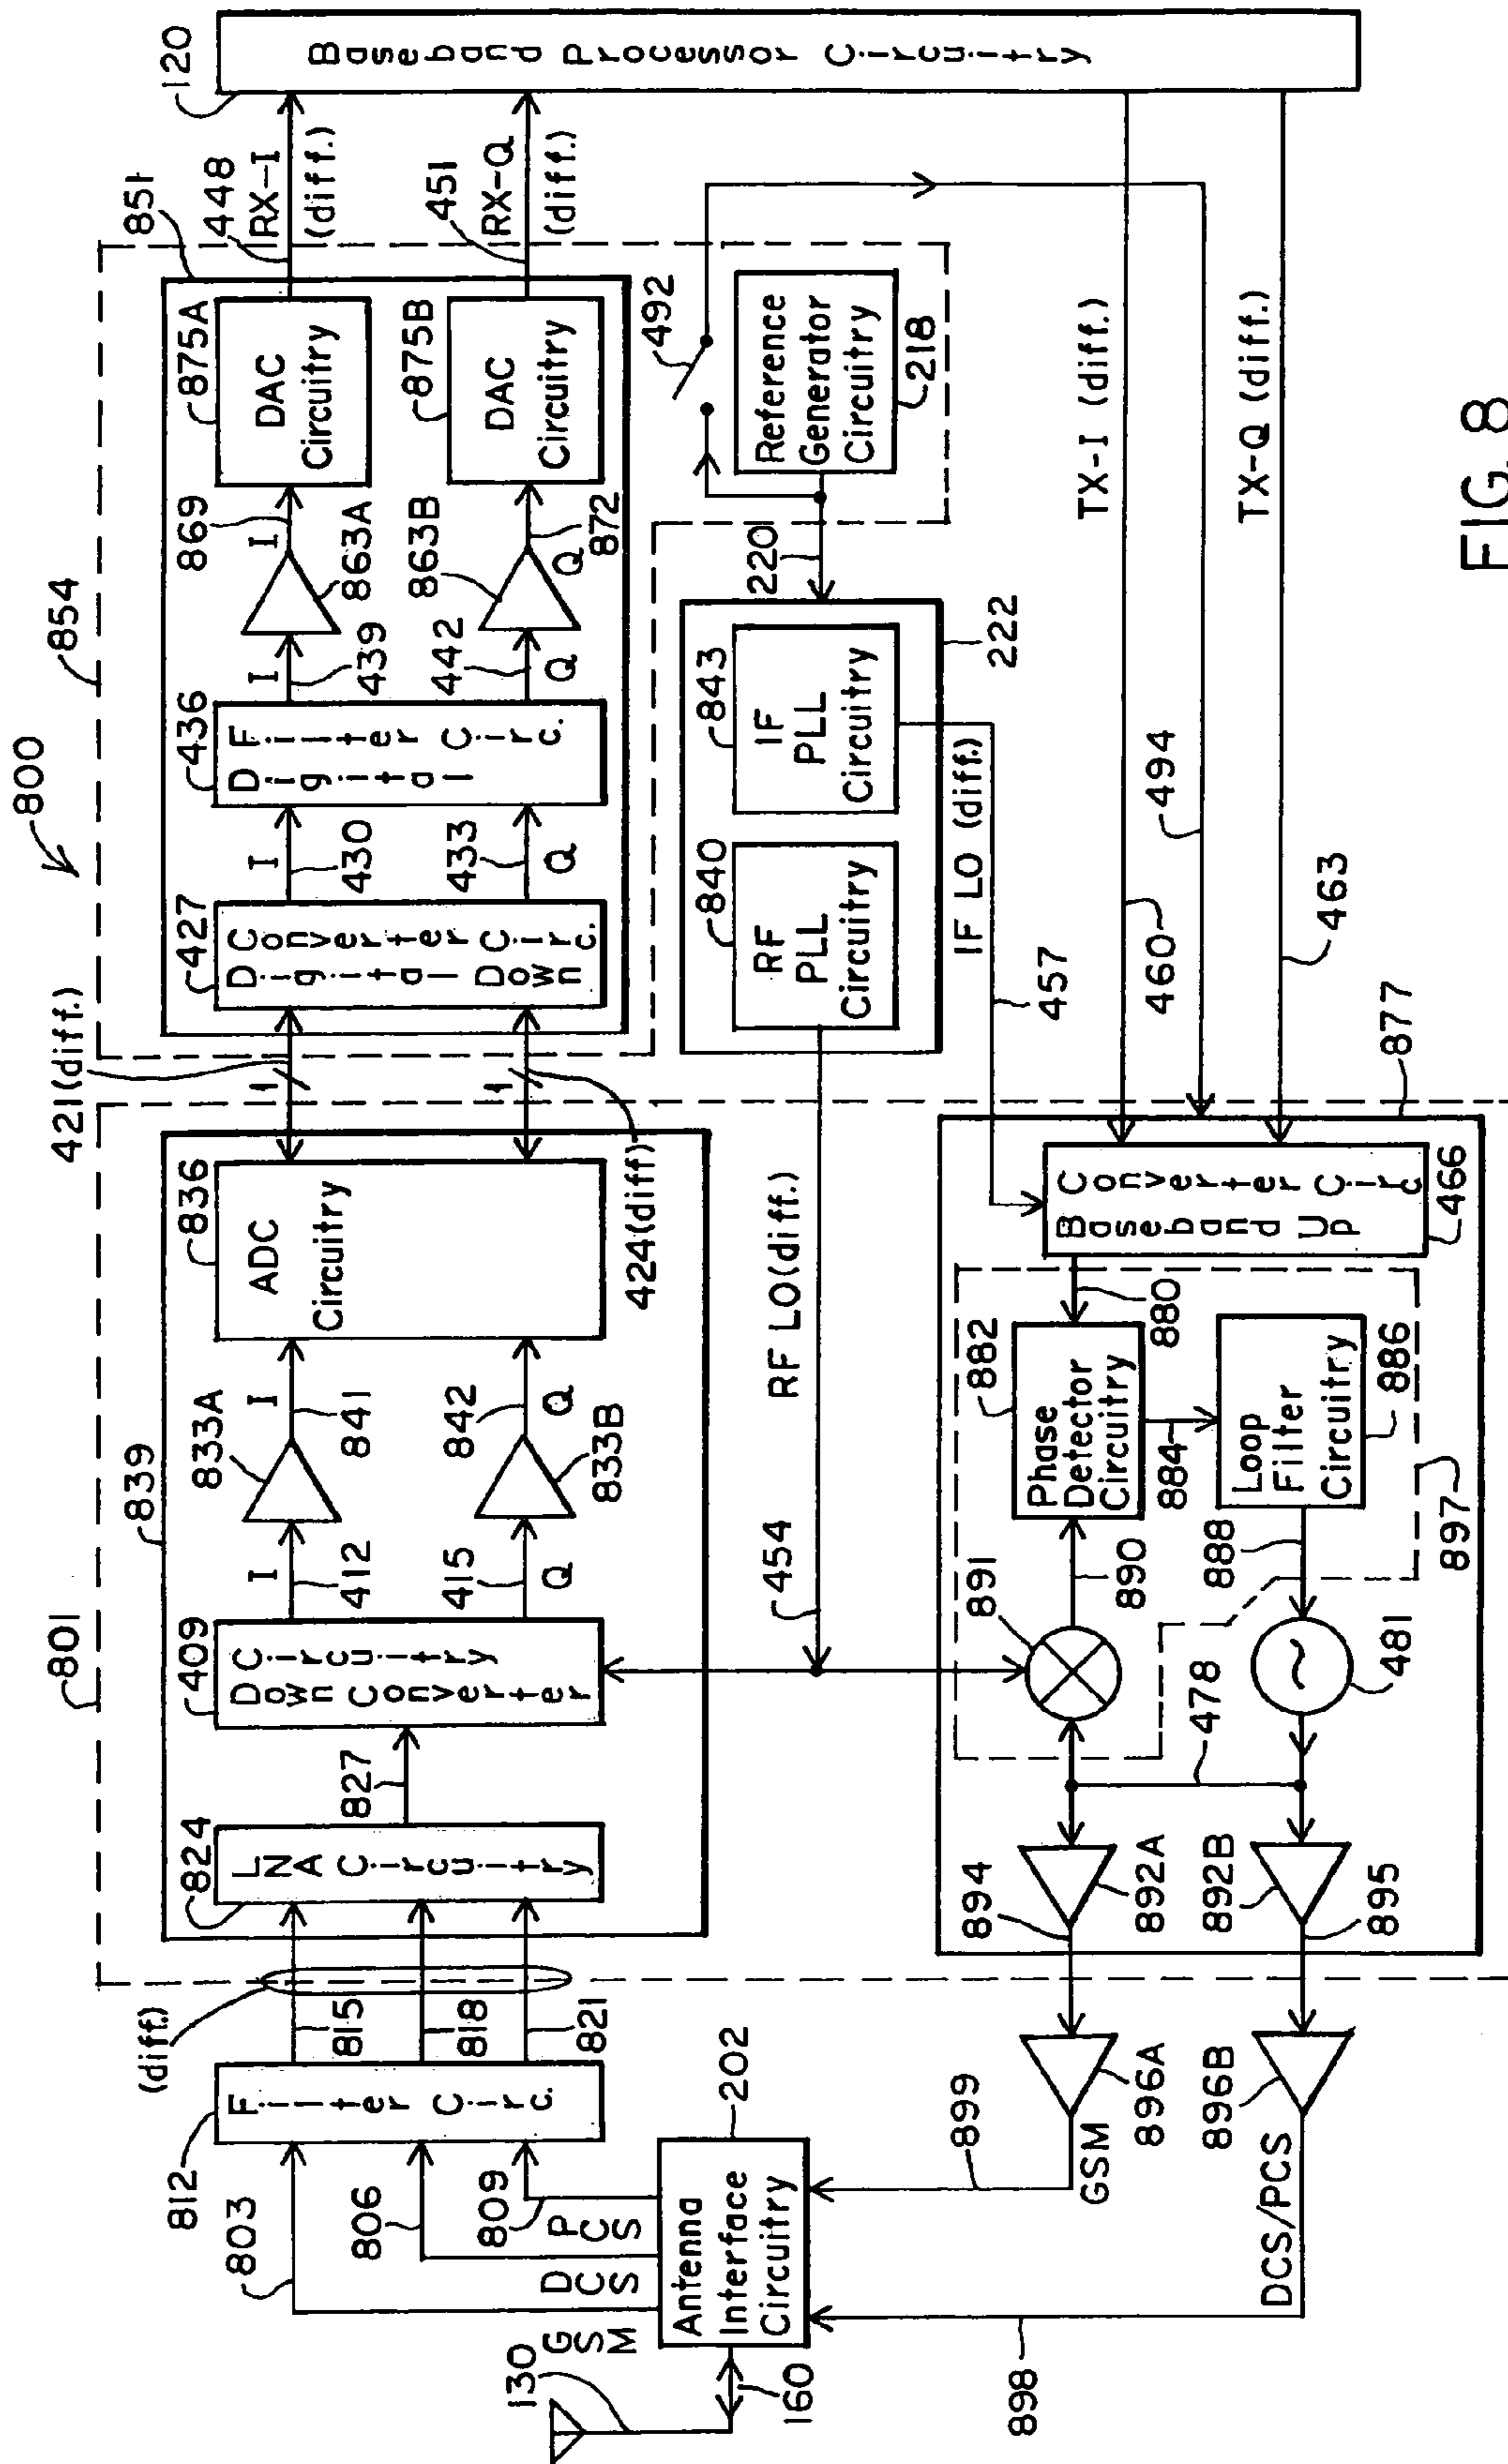 800
801
854
839
851
(diff.)
421(diff.)
448
120
RX-I
(diff.)
451
RX-Q
(diff.)
Baseband Processor Circuitry
812
803
806
809
GSM
DCS
PCS
Filter Circ.
815
818
821
824
LNA Circuitry
827
409
Down Converter
Circuitry
I
412
415
Q
833A
833B
I
841
842
Q
836
ADC
Circuitry
1
1
424(diff)
427
Digital Down
Converter Circ.
I
430
433
Q
436
Digital
Filter Circ.
I
439
442
Q
863A
863B
869
I
Q
872
875A
DAC
Circuitry
875B
DAC
Circuitry
492
Reference
Generator
Circuitry
218
220
222
840
RF
PLL
Circuitry
843
IF
PLL
Circuitry
454
RF LO(diff.)
IF LO (diff.)
457
TX-I (diff.)
460
494
TX-Q (diff.)
463
130
160
Antenna
Interface
Circuitry
202
899
GSM
896A
898
DCS/PCS
896B
894
892A
892B
895
478
481
891
890
888
897
882
Phase
Detector
Circuitry
880
884
Loop
Filter
Circuitry
886
Baseband Up
Converter Circ
466
877
FIG. 8